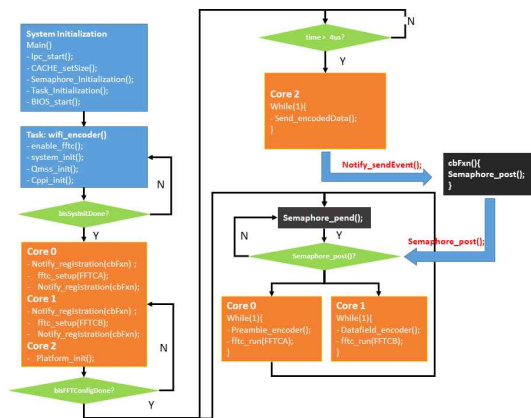 System Initialization
Main()
- Ipc_start();
- CACHE_setSize();
- Semaphore_Initialization();
- Task_Initialization();
- BIOS_start();
Task: wifi_encoder()
- enable_fftc();
- system_init();
- Qmss_init();
- Cppi_init();
N
bIsSysInitDone?
Y
Core 0
- Notify_registration(cbFxn) ;
- fftc_setup(FFTCA)
- Notify_registration(cbFxn);
Core 1
- Notify_registration(cbFxn) ;
- fftc_setup(FFTCB)
- Notify_registration(cbFxn);
Core 2
- Platform_init();
N
bIsFFTConfigDone?
Y
time > 4us?
N
Y
Core 2
While(1){
- Send_encodedData();
}
Notify_sendEvent();
cbFxn(){
Semaphore_post();
}
Semaphore_post();
Semaphore_pend();
N
Y
Semaphore_post()?
Core 0
While(1){
- Preamble_encoder();
- fftc_run(FFTCA);
}
Core 1
While(1){
- Datafield_encoder();
- fftc_run(FFTCB);
}